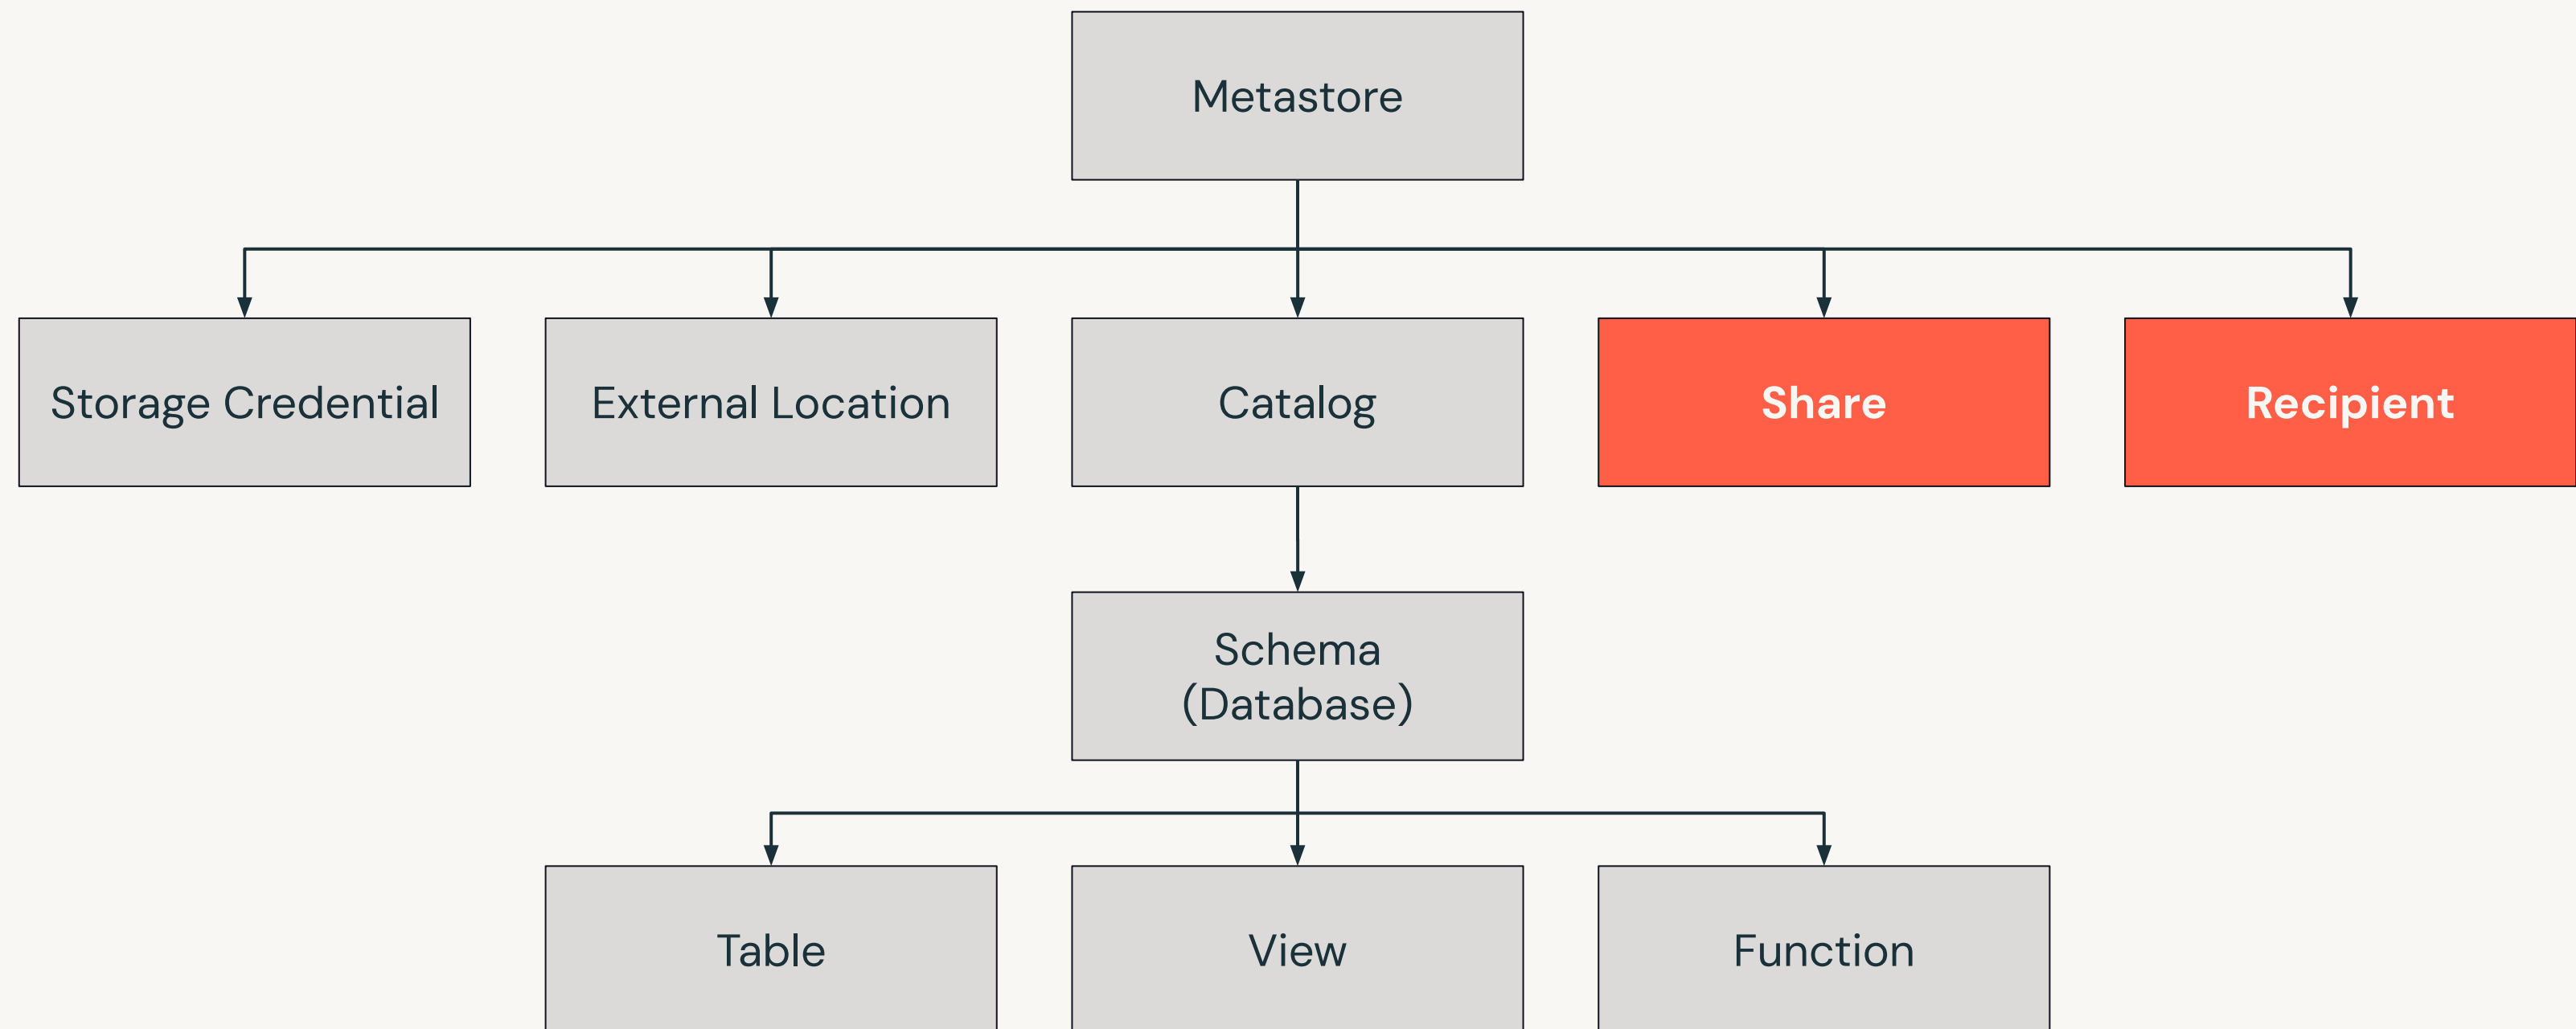 Metastore
Storage Credential
External Location
Catalog
Share
Recipient
Schema
(Database)
Table
View
Function